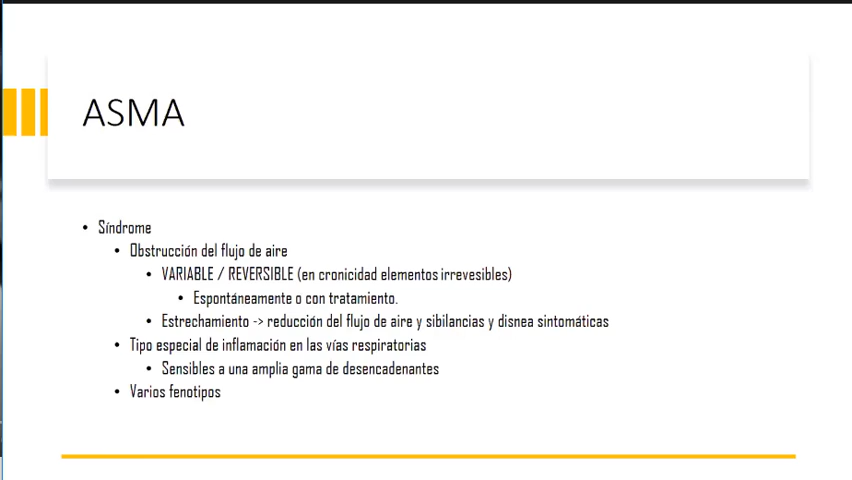 ASMA
• Síndrome
• Obstrucción del flujo de aire
• VARIABLE / REVERSIBLE (en cronicidad elementos irrevesibles)
• Espontáneamente o con tratamiento.
• Estrechamiento -> reducción del flujo de aire y sibilancias y disnea sintomáticas
• Tipo especial de inflamación en las vías respiratorias
• Sensibles a una amplia gama de desencadenantes
• Varios fenotipos